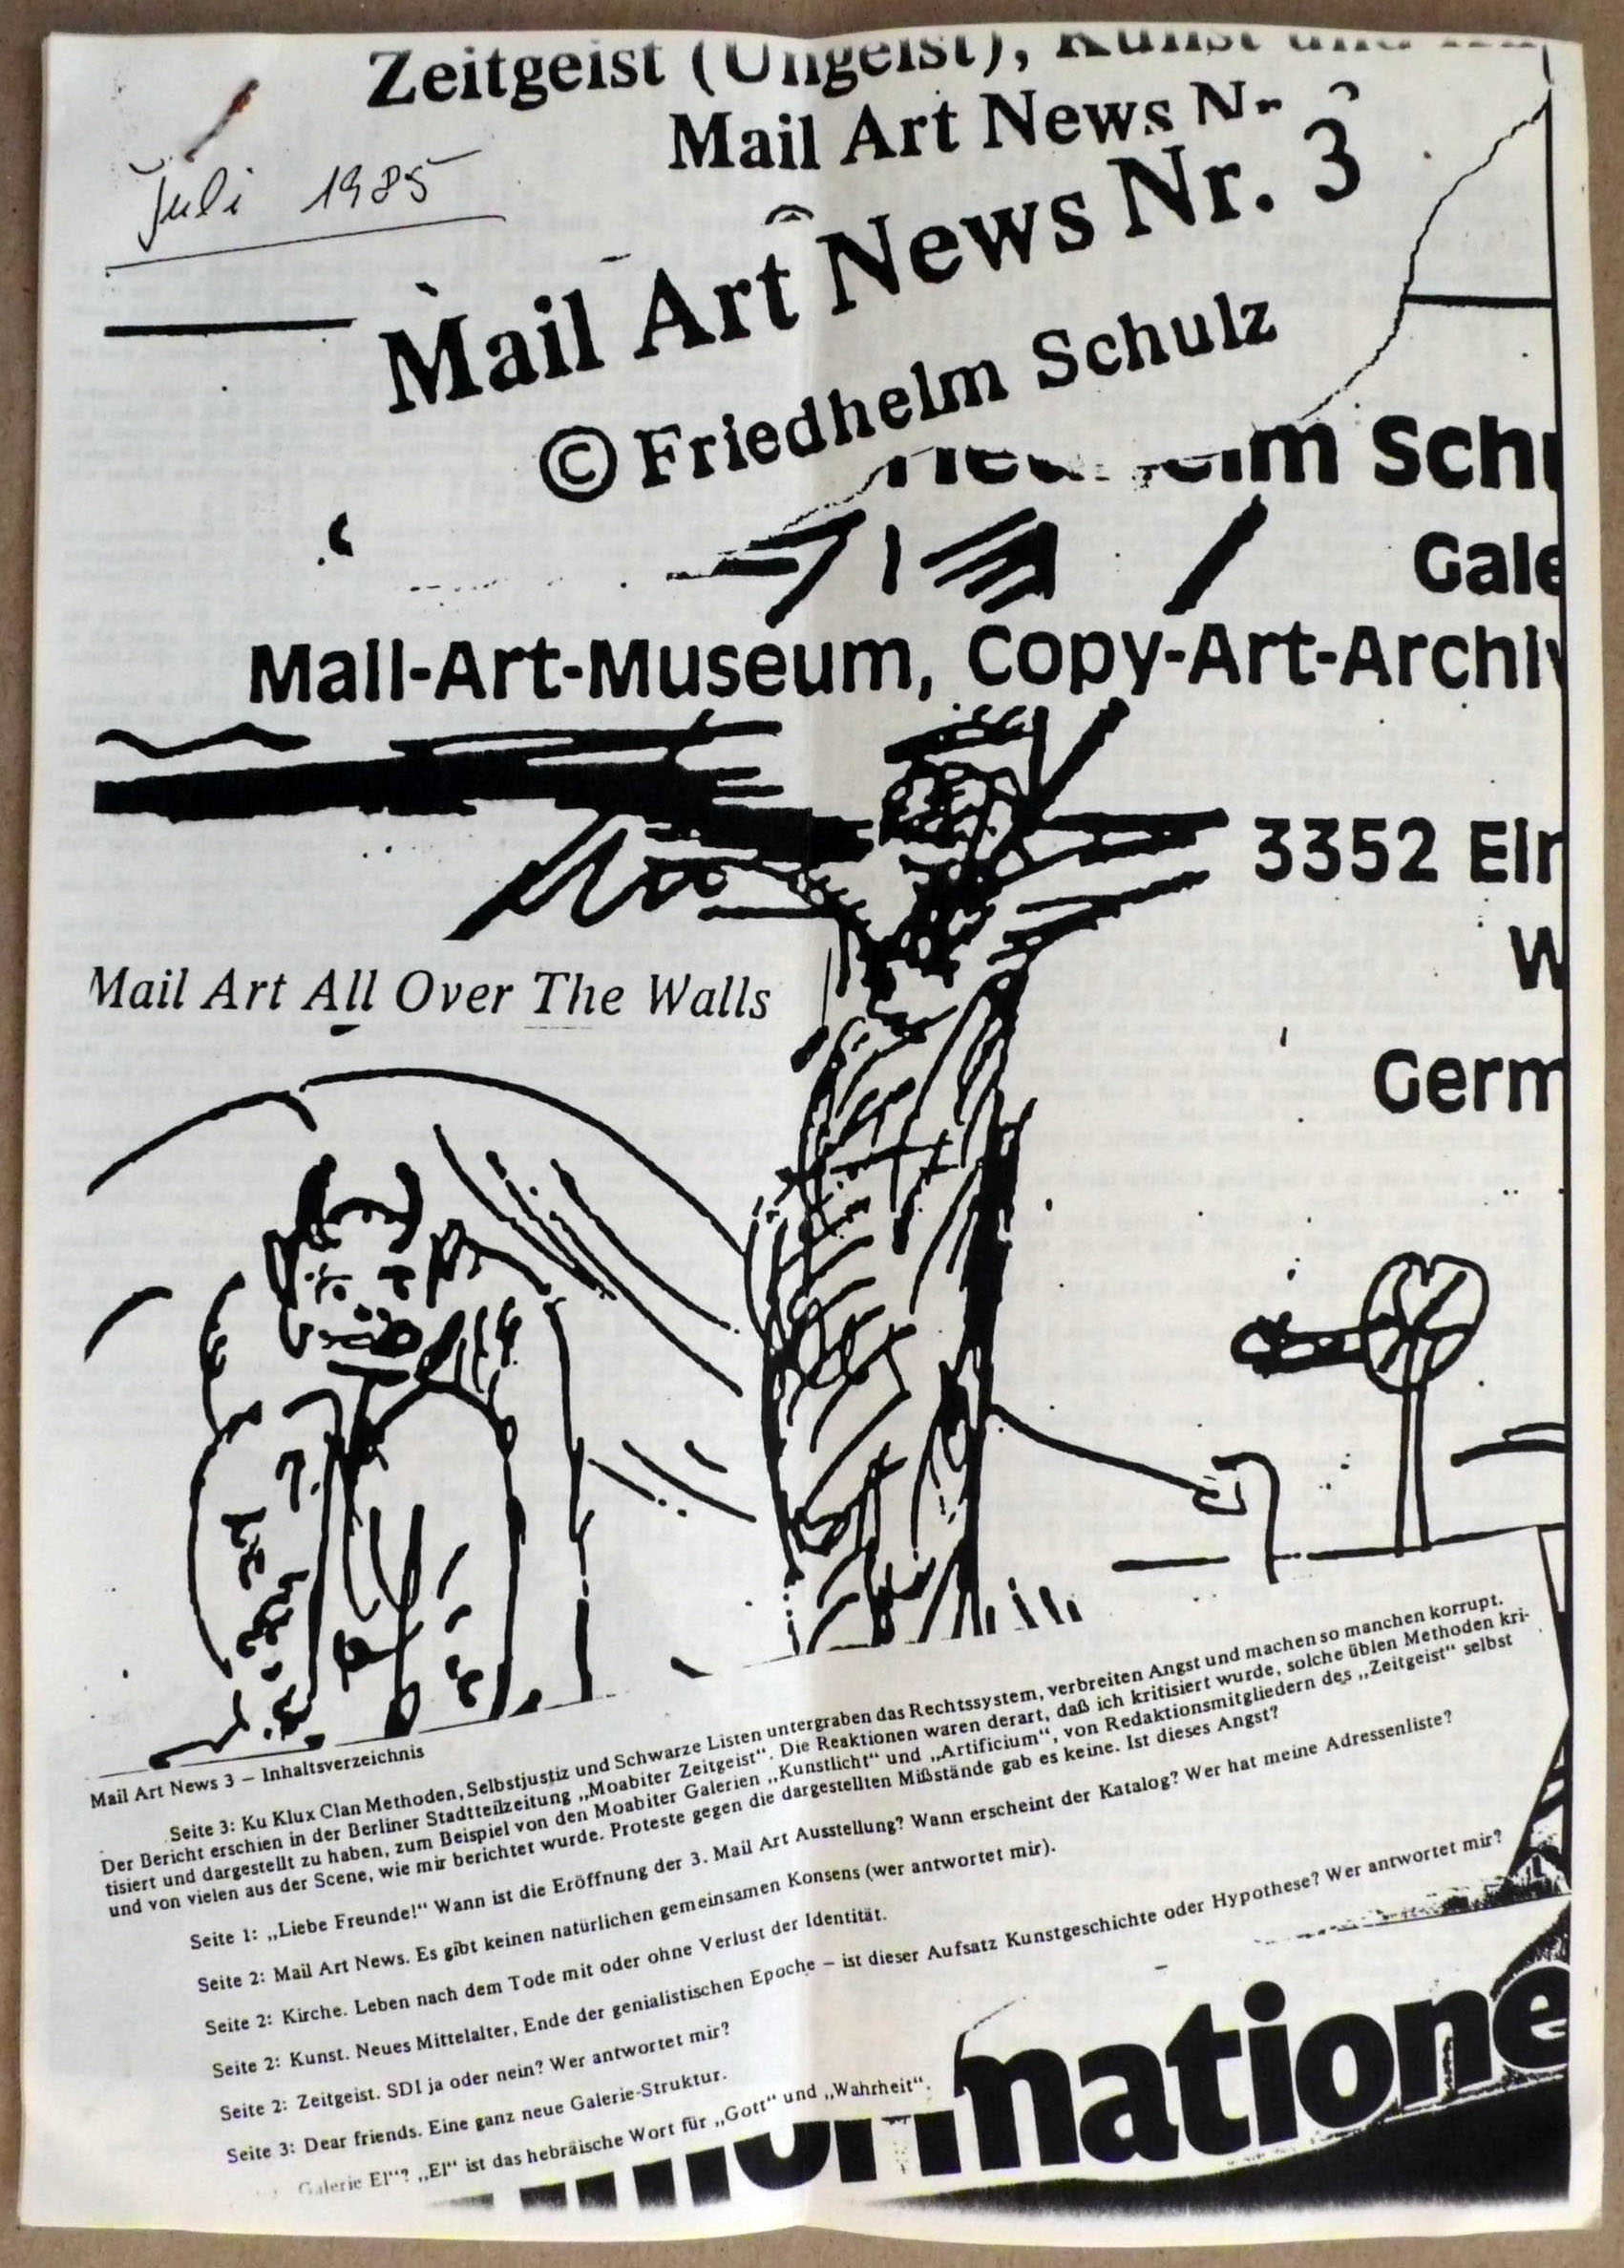 Zeitgeist (Ungeist), Kunst und
Mail Art News Nr. 3
Juli 1985
Mail Art News Nr. 3
© Friedhelm Schulz
Friedhelm Schu
Gale
Mail-Art-Museum, Copy-Art-Archiv
3352 Ein
W
Mail Art All Over The Walls
Germ
Mail Art News 3 – Inhaltsverzeichnis
Seite 3: Ku Klux Clan Methoden, Selbstjustiz und Schwarze Listen untergraben das Rechtssystem, verbreiten Angst und machen so manchen korrupt.
Der Bericht erschien in der Berliner Stadtteilzeitung „Moabiter Zeitgeist“. Die Reaktionen waren derart, daß ich kritisiert wurde, solche üblen Methoden kri-
tisiert und dargestellt zu haben, zum Beispiel von den Moabiter Galerien „Kunstlicht“ und „Artificium“, von Redaktionsmitgliedern des „Zeitgeist“ selbst
und von vielen aus der Scene, wie mir berichtet wurde. Proteste gegen die dargestellten Mißstände gab es keine. Ist dieses Angst?
Seite 1: „Liebe Freunde!“ Wann ist die Eröffnung der 3. Mail Art Ausstellung? Wann erscheint der Katalog? Wer hat meine Adressenliste?
Seite 2: Mail Art News. Es gibt keinen natürlichen gemeinsamen Konsens (wer antwortet mir).
Seite 2: Kirche. Leben nach dem Tode mit oder ohne Verlust der Identität.
Seite 2: Kunst. Neues Mittelalter, Ende der genialistischen Epoche – ist dieser Aufsatz Kunstgeschichte oder Hypothese? Wer antwortet mir?
Seite 2: Zeitgeist. SDI ja oder nein? Wer antwortet mir?
Seite 3: Dear friends. Eine ganz neue Galerie-Struktur.
Galerie El“? „El“ ist das hebräische Wort für „Gott“ und „Wahrheit“.
nformatione